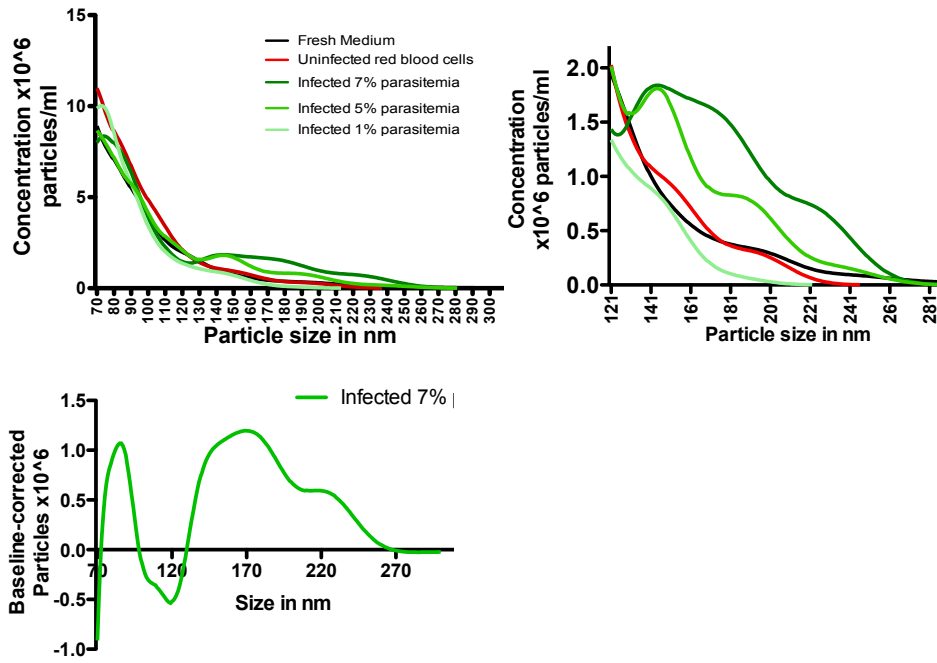 15
10
5
0
Concentration x10^6
particles/ml
Fresh Medium
Uninfected red blood cells
Infected 7% parasitemia
Infected 5% parasitemia
Infected 1% parasitemia
70 80 90 100 110 120 130 140 150 160 170 180 190 200 210 220 230 240 250 260 270 280 290 300
Particle size in nm
2.0
1.5
1.0
0.5
0.0
Concentration
x10^6 particles/ml
121 141 161 181 201 221 241 261 281
Particle size in nm
Infected 7%
1.5
1.0
0.5
0.0
-0.5
-1.0
Baseline-corrected
Particles x10^6
70 120 170 220 270
Size in nm